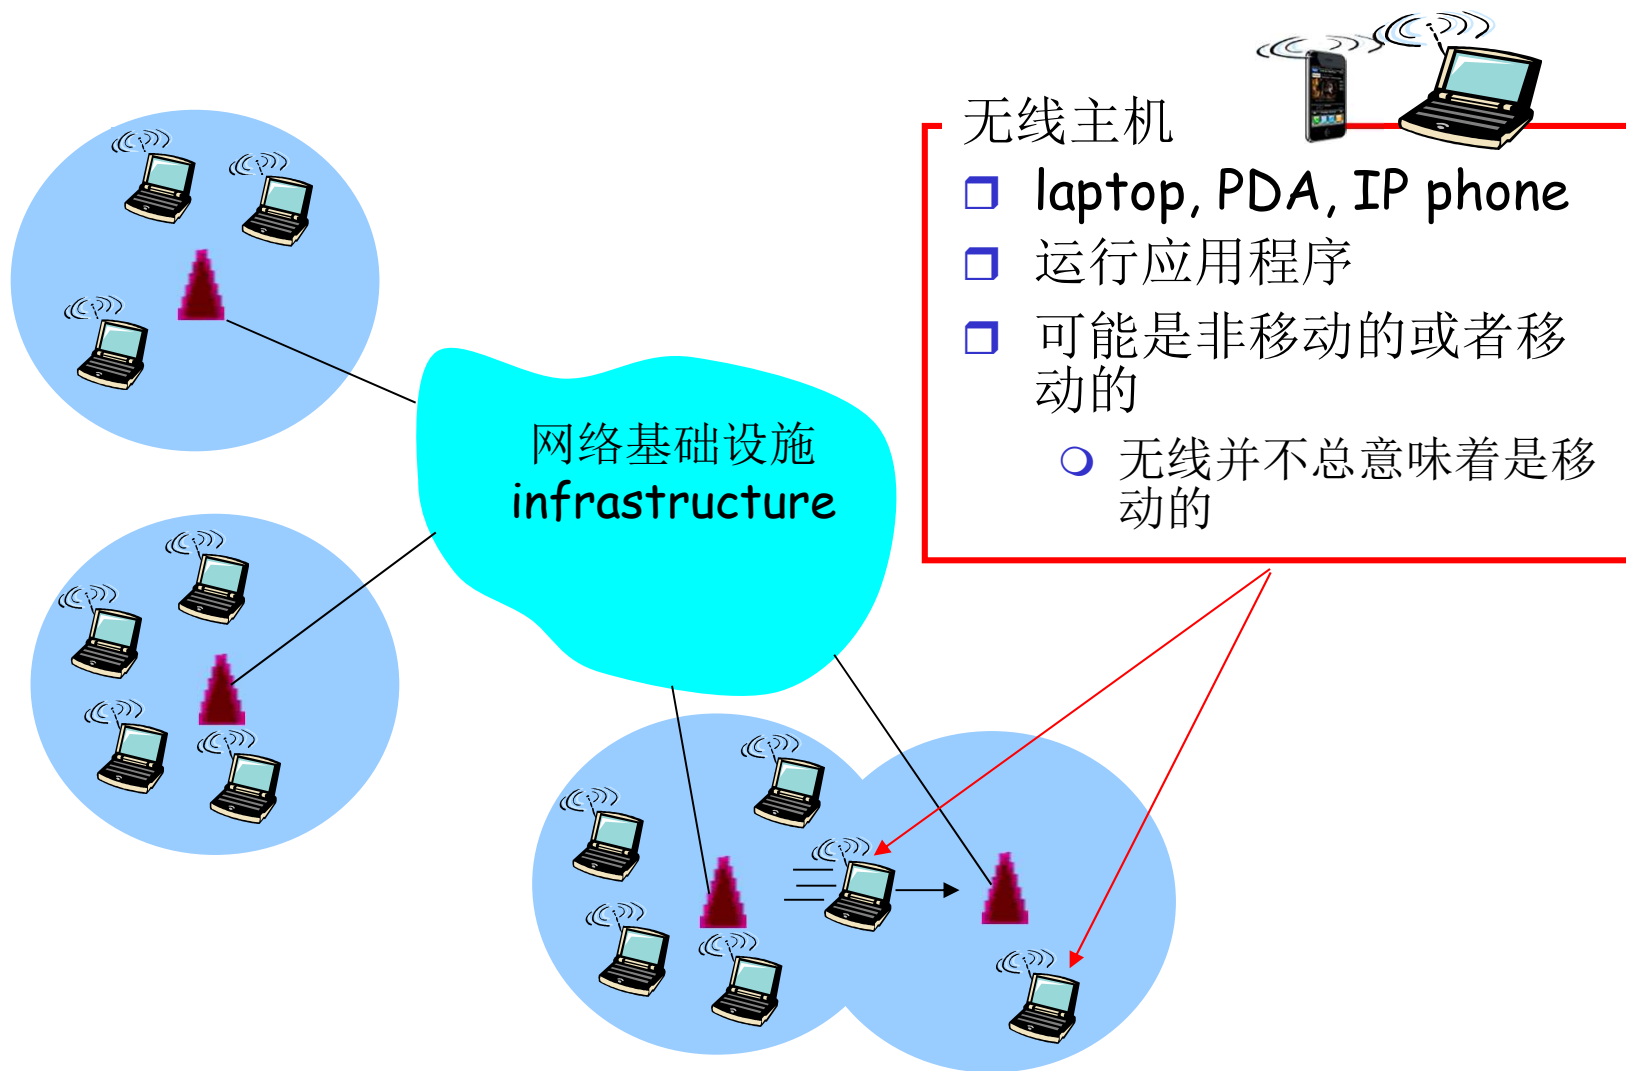 无线主机
laptop, PDA, IP phone
运行应用程序
可能是非移动的或者移
动的
无线并不总意味着是移
动的
网络基础设施
infrastructure